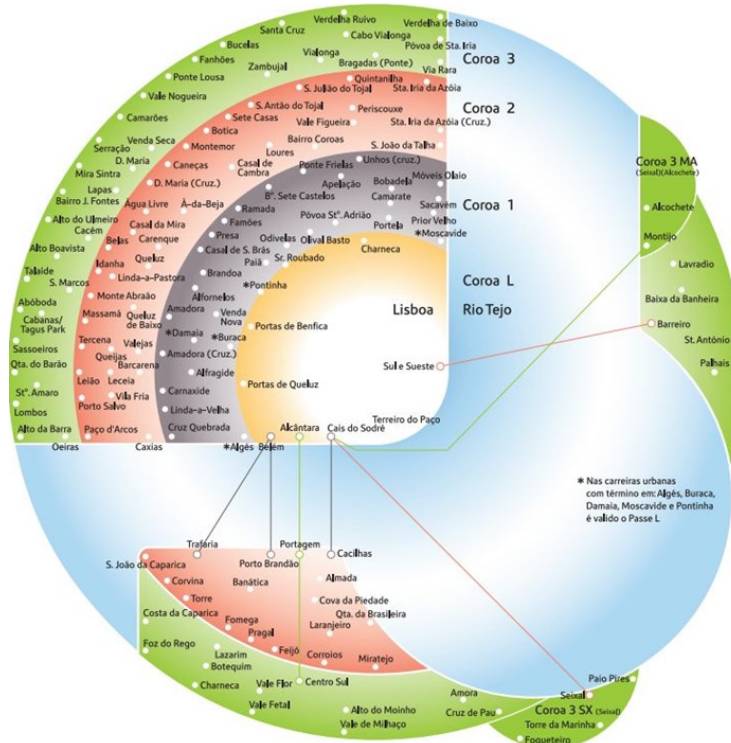 Verdelha Ruivo
Verdelha de Baixo
Santa Cruz
Cabo Vialonga
Póvoa de Sta. Iria
Bucelas
Vialonga
Coroa 3
Fanhões
Zambujal
Bragadas (Ponte)
Via Rara
Ponte Lousa
Quintanilha
Sta. Iria da Azóia
S. Julião do Tojal
Vale Nogueira
S. Antão do Tojal
Periscouxe
Coroa 2
Camarões
Sete Casas
Vale Figueira
Sta. Iria da Azóia (Cruz.)
Botica
Venda Seca
Montemor
Bairro Coroas
S. João da Talha
Serração
Loures
D. Maria
Caneças
Casal de
Cambra
Ponte Frielas
Unhos (cruz.)
Coroa 3 MA
(Seixal)(Alcochete)
Mira Sintra
Apelação
Bobadela
Móveis Olaio
Lapas
D. Maria (Cruz.)
Bº. Sete Castelos
Camarate
Sacavém
Coroa 1
Bairro J. Fontes
Água Livre
À-da-Beja
Ramada
Póvoa Stº. Adrião
Portela
Prior Velho
Alcochete
Alto do Ulmeiro
Cacém
Casal da Mira
Famões
*Moscavide
Belas
Carenque
Presa
Odivelas
Olival Basto
Charneca
Montijo
Alto Boavista
Idanha
Queluz
Casal de S. Brás
Paiã
Sr. Roubado
Lavradio
Talaide
Linda-a-Pastora
Brandoa
*Pontinha
Coroa L
S. Marcos
Monte Abraão
Alfornelos
Baixa da Banheira
Abóboda
Cabanas/
Tagus Park
Massamá
Queluz
de Baixo
Amadora
Venda
Nova
Lisboa
Rio Tejo
Portas de Benfica
Barreiro
Tercena
Valejas
*Damaia
*Buraca
St. António
Sassoeiros
Queijas
Barcarena
Amadora (Cruz.)
Palhais
Qta. do Barão
Leião
Leceia
Alfragide
Portas de Queluz
Sul e Sueste
Stº. Amaro
Vila Fria
Carnaxide
Lombos
Porto Salvo
Linda-a-Velha
Terreiro do Paço
Alto da Barra
Paço d'Arcos
Cruz Quebrada
Alcântara
Cais do Sodré
Oeiras
Caxias
*Algés
Belém
* Nas carreiras urbanas
com término em: Algés, Buraca,
Damaia, Moscavide e Pontinha
é valido o Passe L
Trafaria
Portagem
Porto Brandão
Cacilhas
S. João da Caparica
Corvina
Banática
Almada
Torre
Cova da Piedade
Costa da Caparica
Fomega
Qta. da Brasileira
Pragal
Laranjeiro
Foz do Rego
Lazarim
Feijó
Corroios
Miratejo
Botequim
Charneca
Vale Flor
Centro Sul
Paio Pires
Amora
Seixal
Vale Fetal
Alto do Moinho
Cruz de Pau
Coroa 3 SX (Seixal)
Vale de Milhaço
Torre da Marinha
Fogueteiro